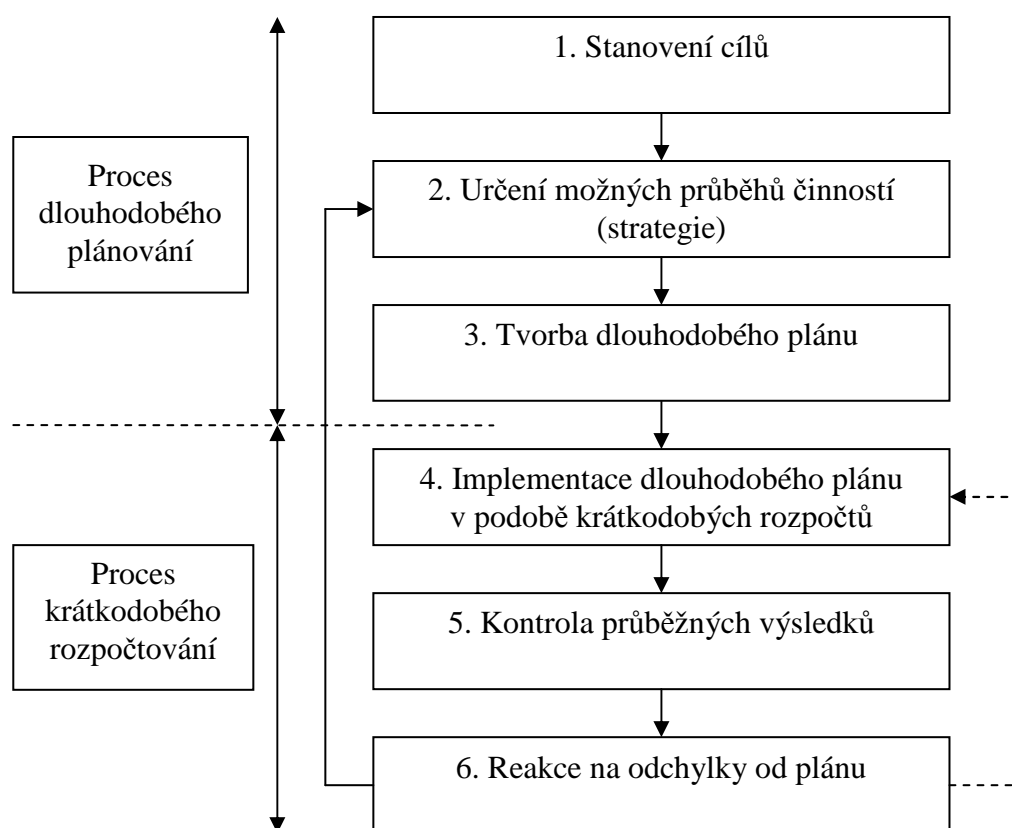 1. Stanovení cílů
Proces
dlouhodobého
plánování
2. Určení možných průběhů činností
(strategie)
3. Tvorba dlouhodobého plánu
4. Implementace dlouhodobého plánu
v podobě krátkodobých rozpočtů
Proces
krátkodobého
rozpočtování
5. Kontrola průběžných výsledků
6. Reakce na odchylky od plánu